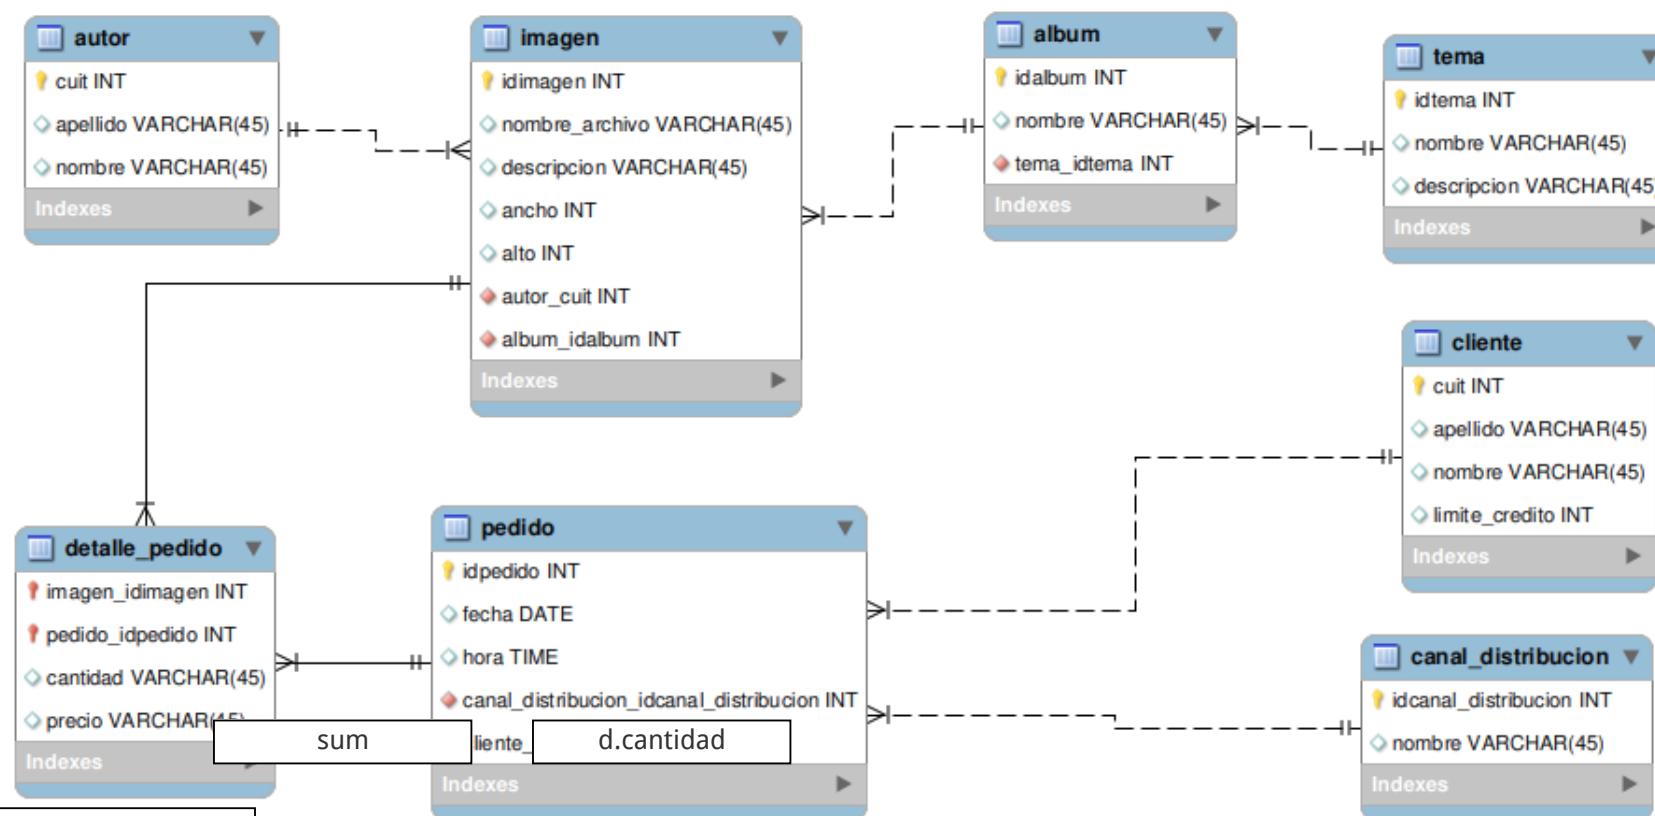 autor
cuit INT
apellido VARCHAR(45)
nombre VARCHAR(45)
Indexes
imagen
idimagen INT
nombre_archivo VARCHAR(45)
descripcion VARCHAR(45)
ancho INT
alto INT
autor_cuit INT
album_idalbum INT
Indexes
album
idalbum INT
nombre VARCHAR(45)
tema_idtema INT
Indexes
tema
idtema INT
nombre VARCHAR(45)
descripcion VARCHAR(45
Indexes
cliente
cuit INT
apellido VARCHAR(45)
nombre VARCHAR(45)
limite_credito INT
Indexes
detalle_pedido
imagen_idimagen INT
pedido_idpedido INT
cantidad VARCHAR(45)
precio VARCHAR(45)
Indexes
pedido
idpedido INT
fecha DATE
hora TIME
canal_distribucion_idcanal_distribucion INT
liente_
Indexes
canal_distribucion
idcanal_distribucion INT
nombre VARCHAR(45)
Indexes
sum
d.cantidad